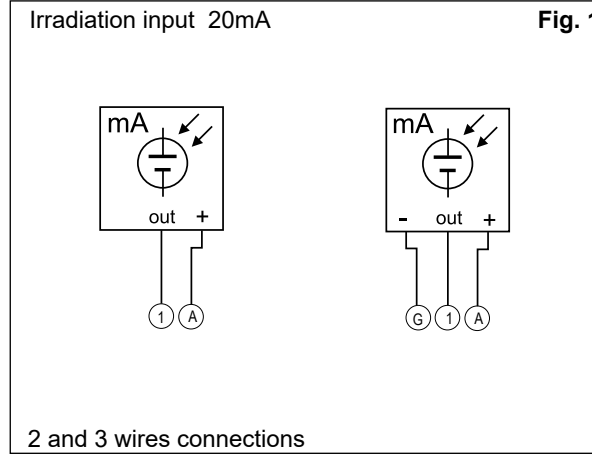 Irradiation input 20mA Fig. 1
mA mA
out + - out +
1 A G 1 A
2 and 3 wires connections